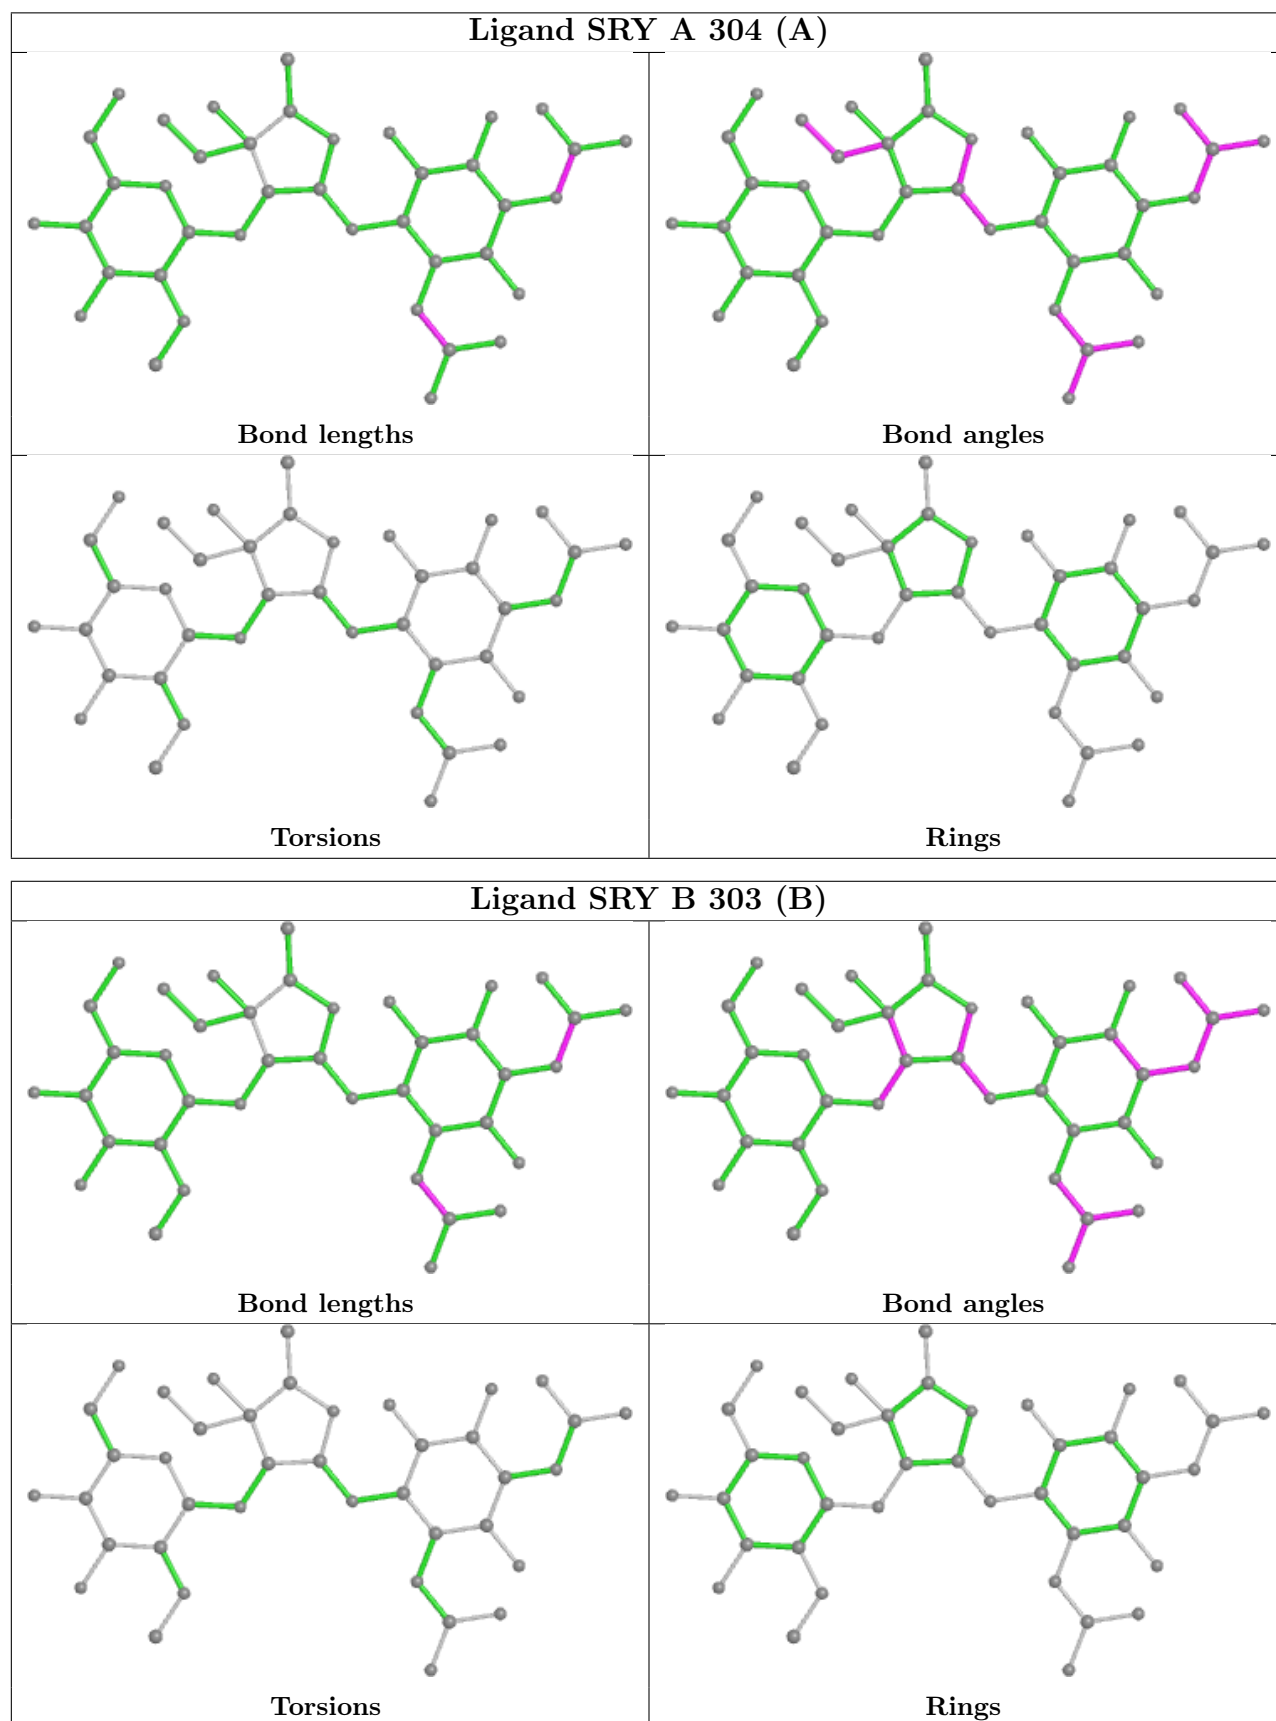 Ligand SRY A 304 (A)
Bond lengths
Bond angles
Torsions
Rings
Ligand SRY B 303 (B)
Bond lengths
Bond angles
Torsions
Rings